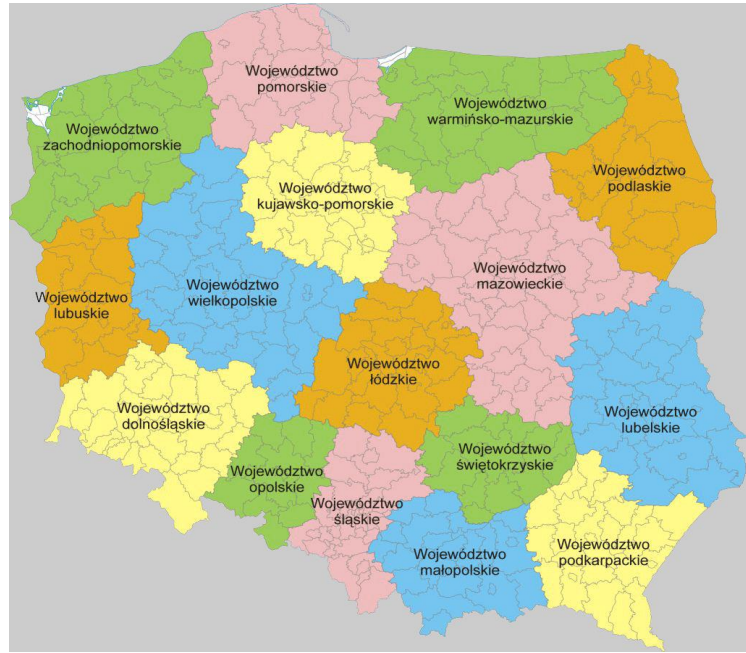 Województwo
pomorskie
Województwo
zachodniopomorskie
Województwo
warmińsko-mazurskie
Województwo
podlaskie
Województwo
kujawsko-pomorskie
Województwo
mazowieckie
Województwo
wielkopolskie
Województwo
lubuskie
Województwo
łódzkie
Województwo
dolnośląskie
Województwo
lubelskie
Województwo
świętokrzyskie
Województwo
opolskie
Województwo
śląskie
Województwo
małopolskie
Województwo
podkarpackie